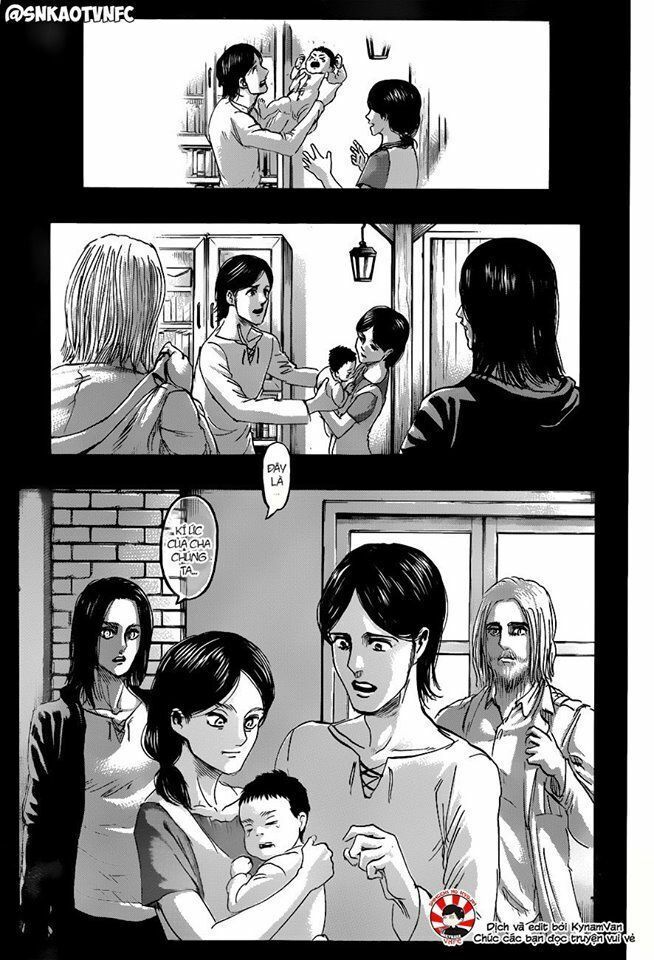 @SNKAOTVNFC
ĐÂY
LÀ
...
KÍ ỨC
CỦA CHA
CHÚNG
TA...
Dịch và edit bởi KynamVan
Chúc các bạn đọc truyện vui vẻ